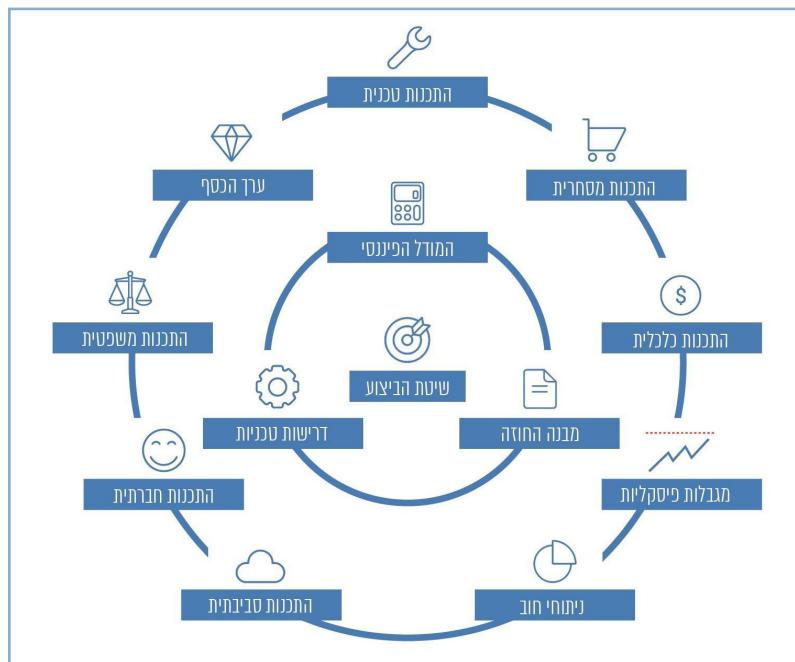 התכנות טכנית
התכנות מסחרית
ערך הכסף
המודל הפיננסי
התכנות כלכלית
התכנות משפטית
שיטת הביצוע
מבנה החוזה
דרישות טכניות
מגבלות פיסקליות
התכנות חברתית
ניתוחי חוב
התכנות סביבתית
$